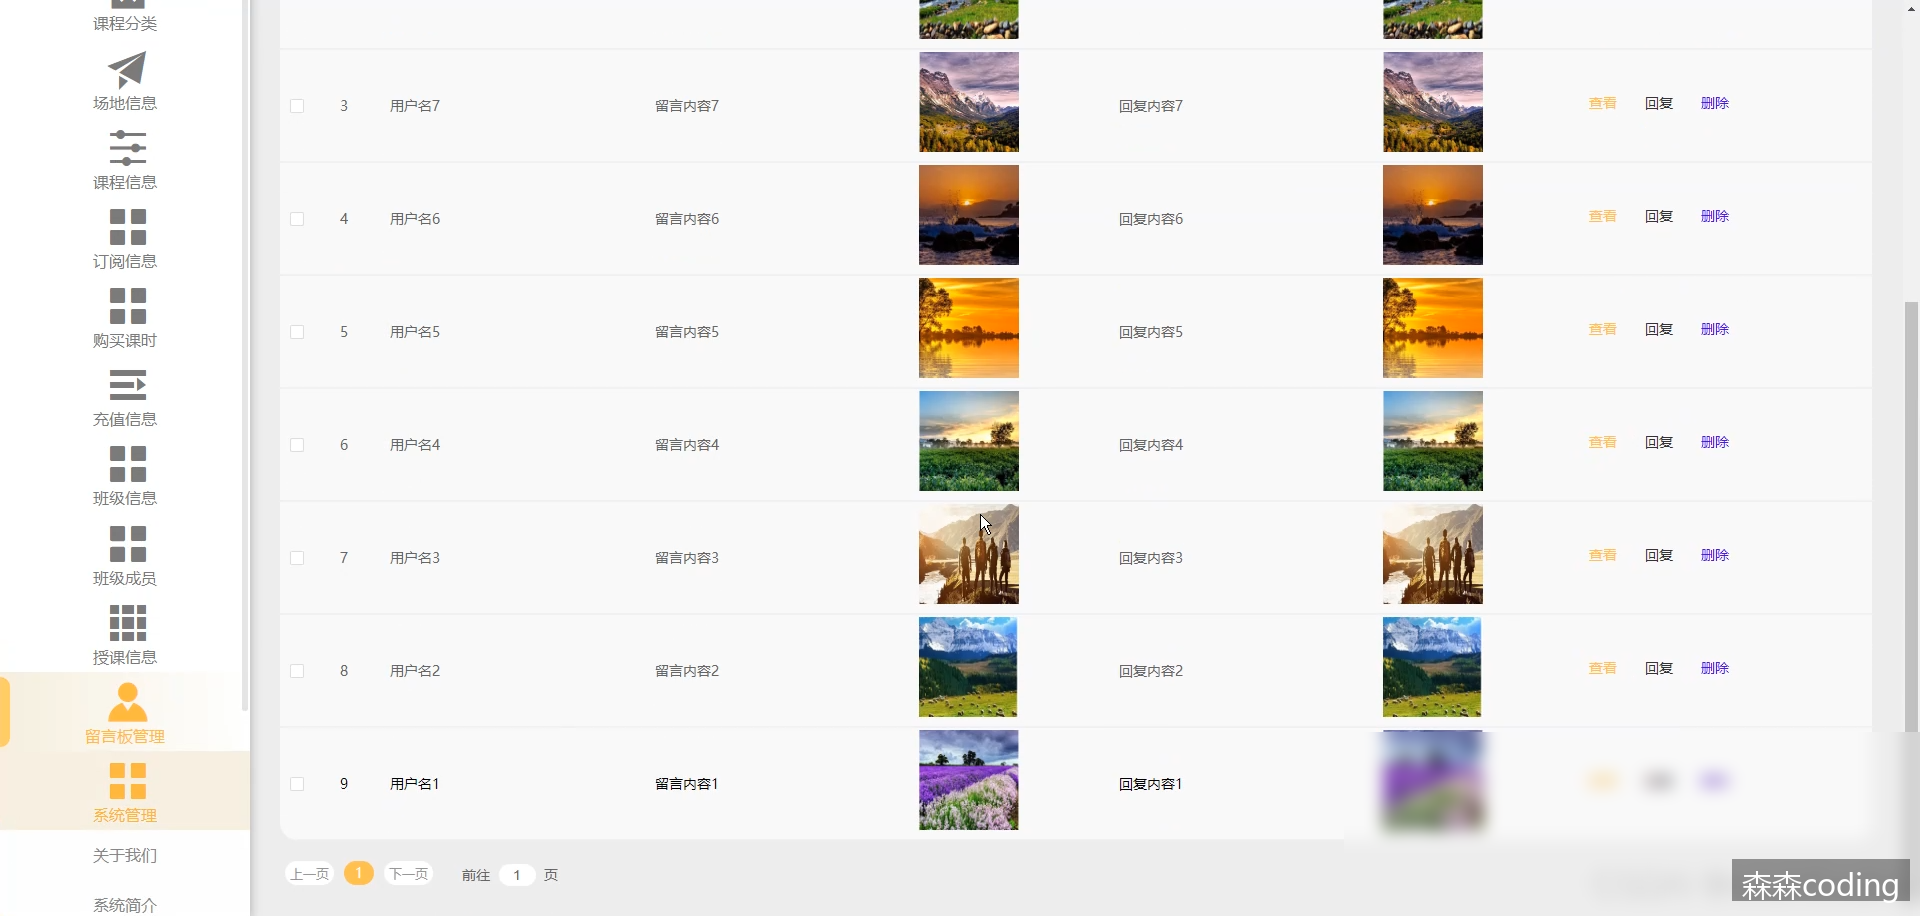 课程分类
场地信息
课程信息
订阅信息
购买课时
充值信息
班级信息
班级成员
授课信息
留言板管理
系统管理
关于我们
系统简介
3 用户名7 留言内容7 回复内容7 查看 回复 删除
4 用户名6 留言内容6 回复内容6 查看 回复 删除
5 用户名5 留言内容5 回复内容5 查看 回复 删除
6 用户名4 留言内容4 回复内容4 查看 回复 删除
7 用户名3 留言内容3 回复内容3 查看 回复 删除
8 用户名2 留言内容2 回复内容2 查看 回复 删除
9 用户名1 留言内容1 回复内容1
上一页 1 下一页 前往 1 页
森森coding